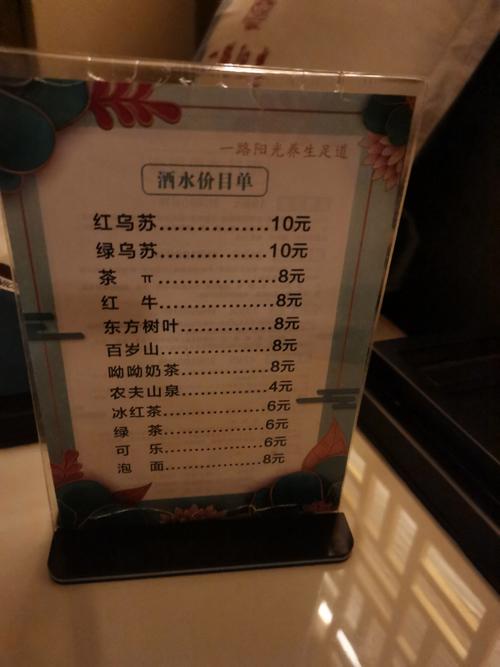 一路阳光养生足道
酒水价目单
红乌苏................10元
绿乌苏................10元
茶 π.................8元
红 牛.................8元
东方树叶..............8元
百岁山................8元
呦呦奶茶..............8元
农夫山泉..............4元
冰红茶................6元
绿 茶................6元
可 乐................6元
泡 面................8元